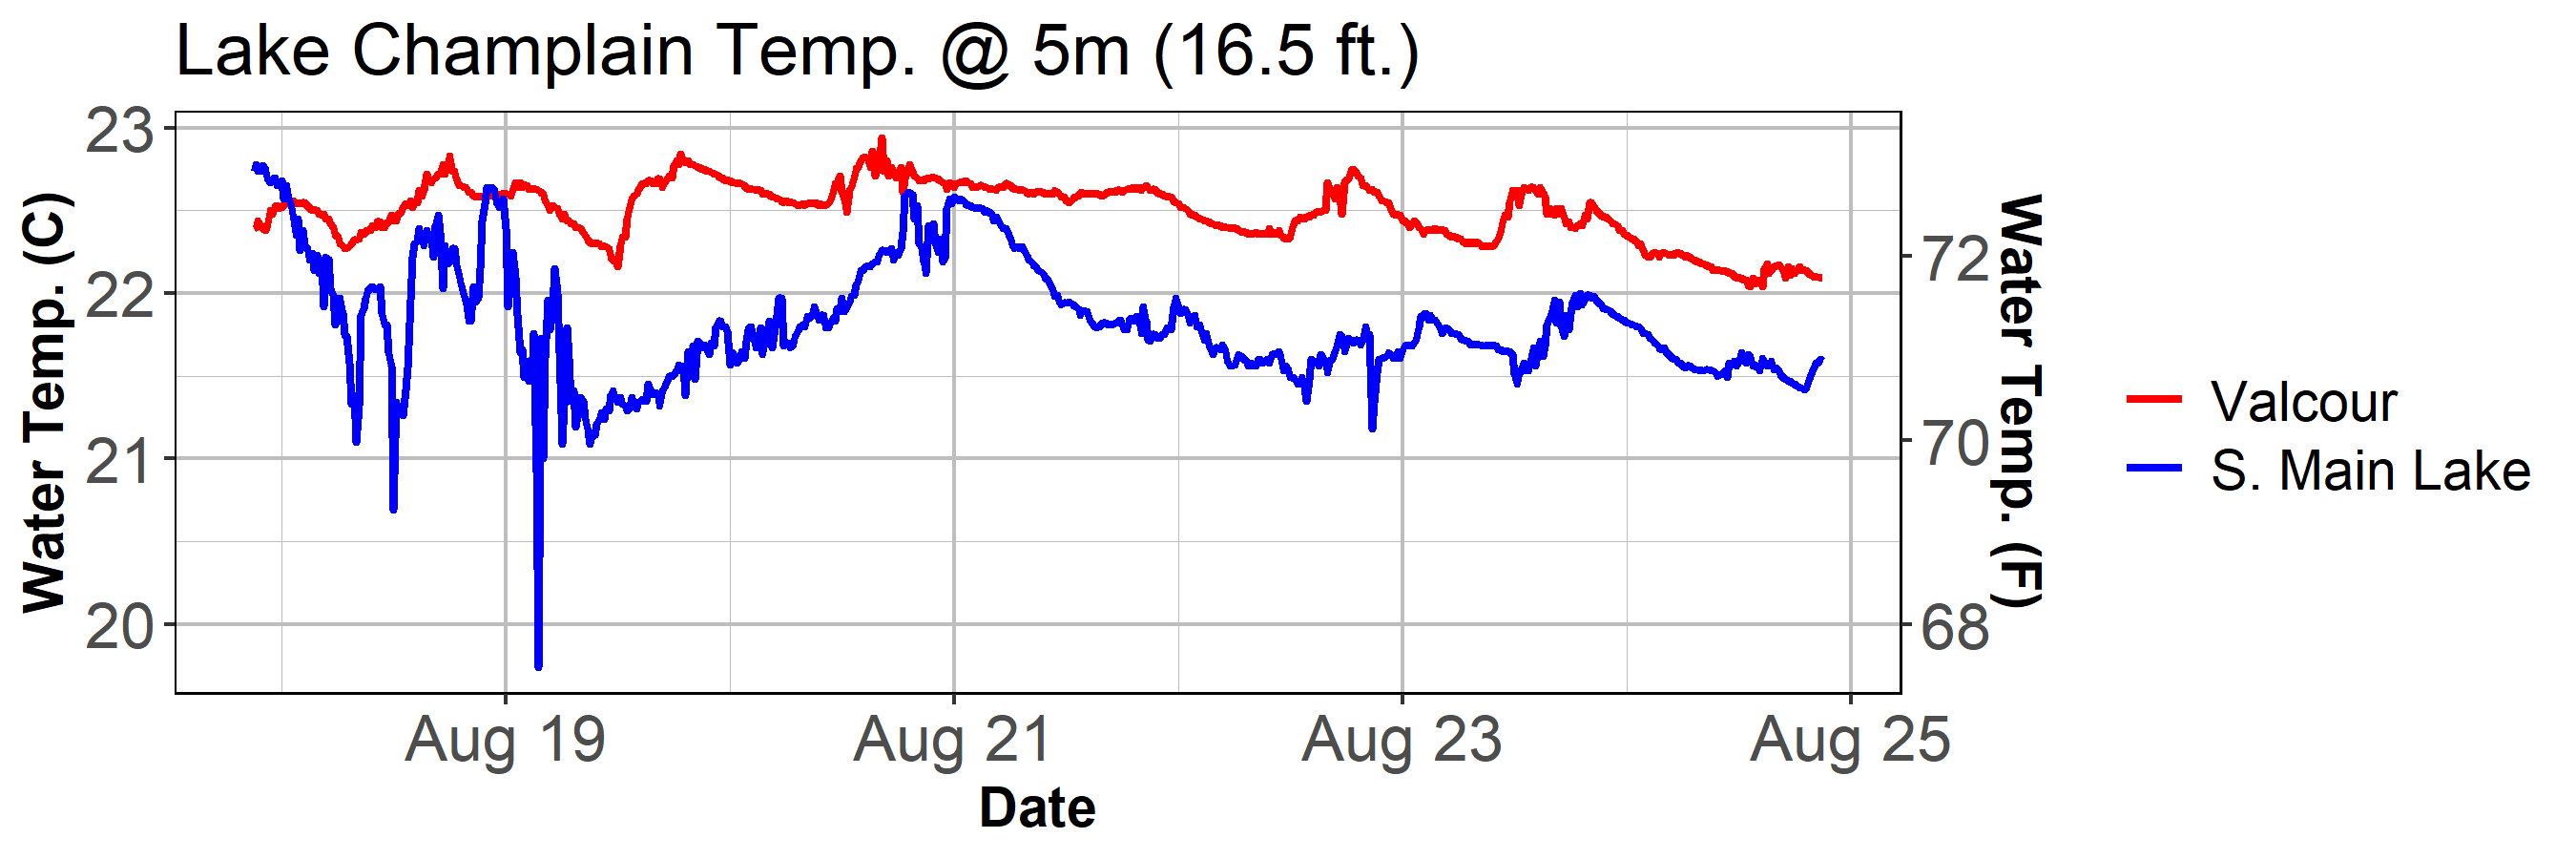 Lake Champlain Temp. @ 5m (16.5 ft.)
Water Temp. (C)
23
22
21
20
72
70
68
Water Temp. (F)
Aug 19
Aug 21
Aug 23
Aug 25
Date
Valcour
S. Main Lake